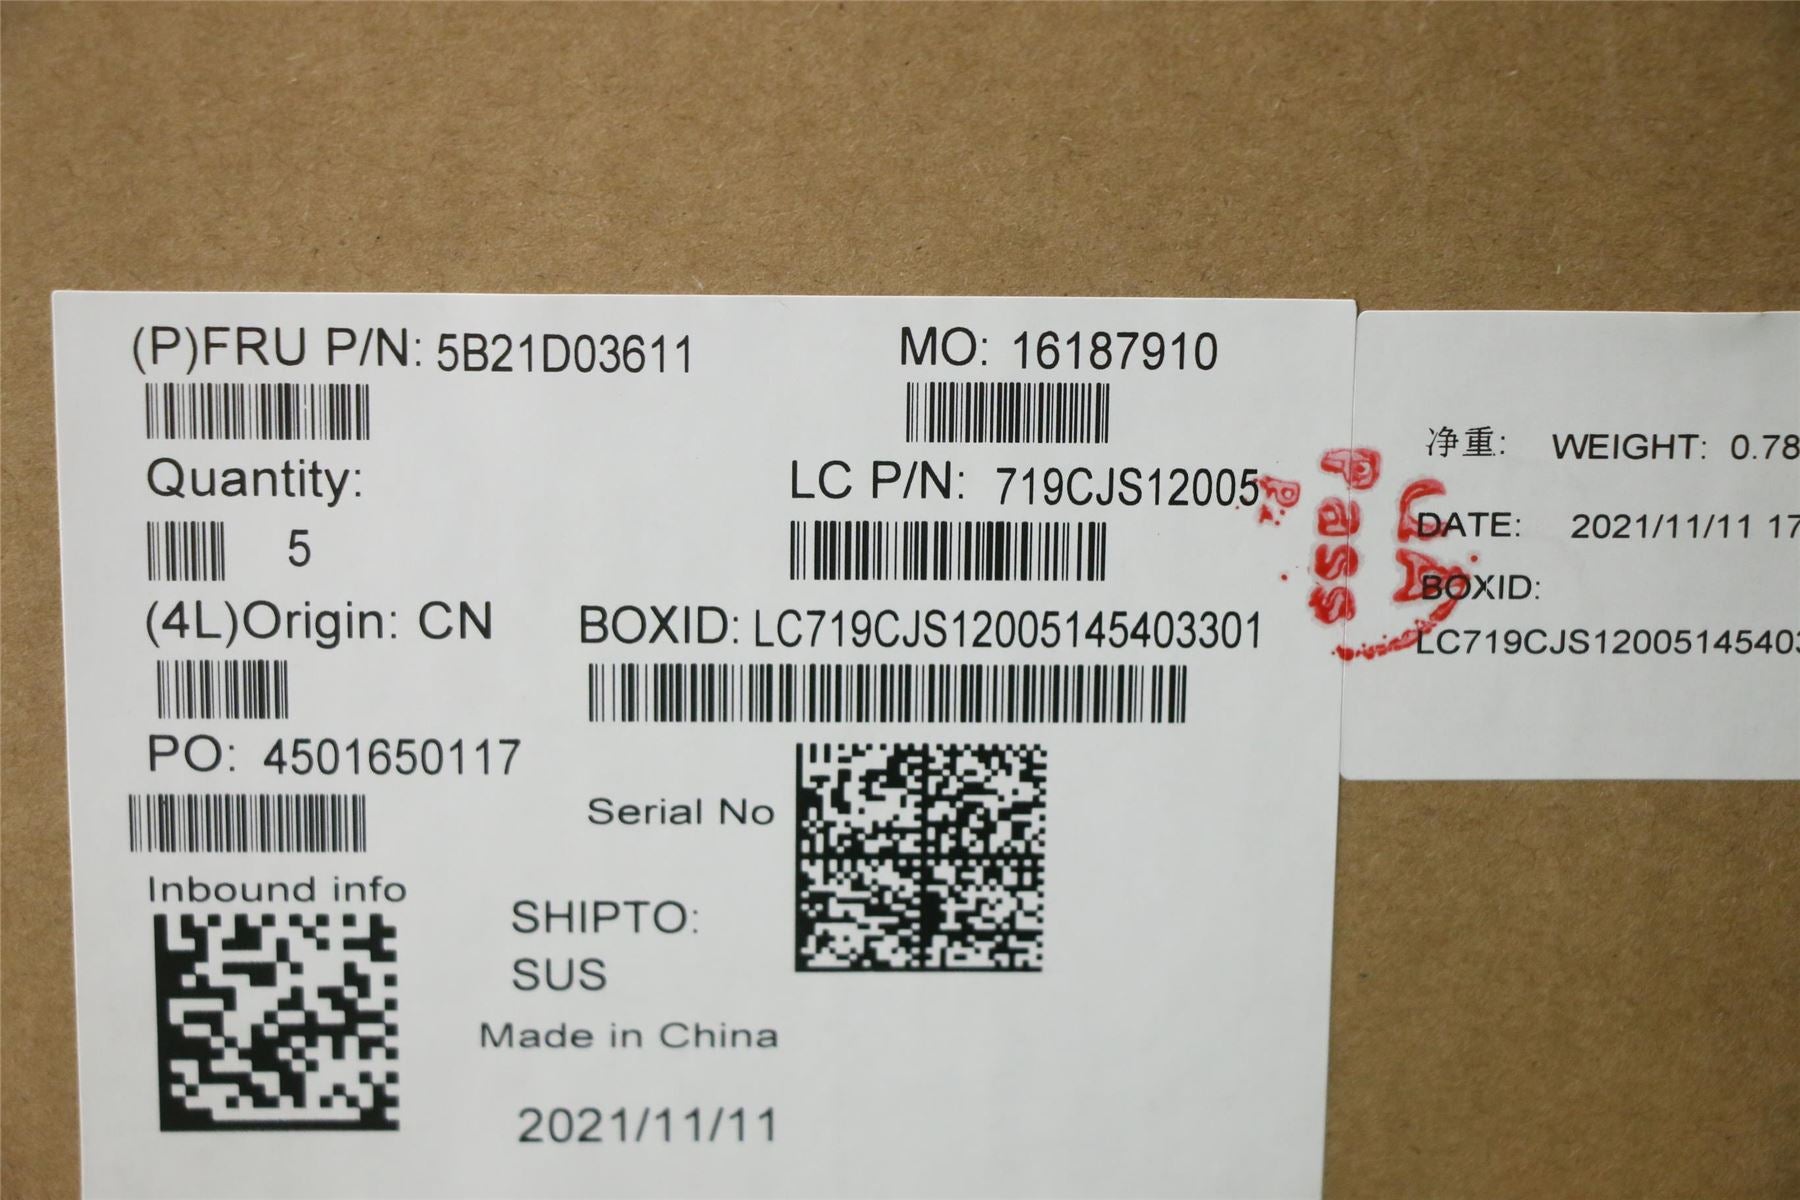 (P)FRU P/N: 5B21D03611
MO: 16187910
Quantity:
5
LC P/N: 719CJS12005
(4L)Origin: CN
BOXID: LC719CJS12005145403301
PO: 4501650117
Serial No
Inbound info
SHIPTO:
SUS
Made in China
2021/11/11
Pass
净重: WEIGHT: 0.78
DATE: 2021/11/11 17
BOXID:
LC719CJS12005145403